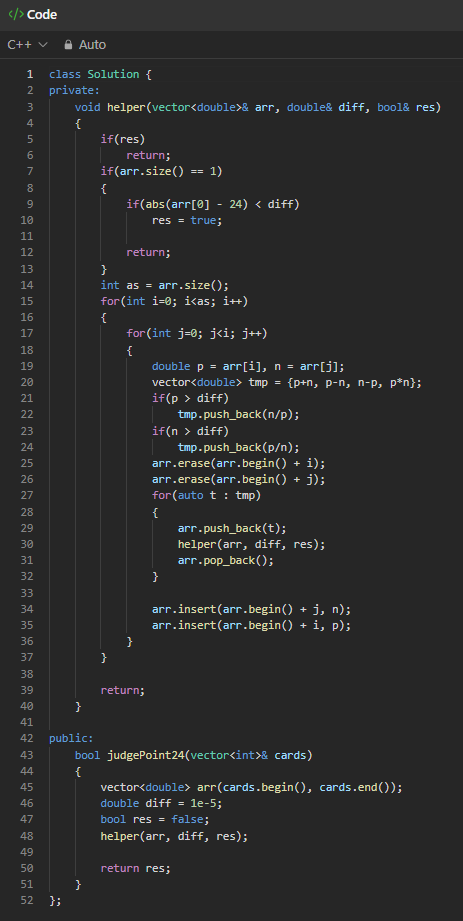 </> Code
C++ Auto
1 class Solution {
2 private:
3     void helper(vector<double>& arr, double& diff, bool& res)
4     {
5         if(res)
6             return;
7         if(arr.size() == 1)
8         {
9             if(abs(arr[0] - 24) < diff)
10                 res = true;
11
12             return;
13         }
14         int as = arr.size();
15         for(int i=0; i<as; i++)
16         {
17             for(int j=0; j<i; j++)
18             {
19                 double p = arr[i], n = arr[j];
20                 vector<double> tmp = {p+n, p-n, n-p, p*n};
21                 if(p > diff)
22                     tmp.push_back(n/p);
23                 if(n > diff)
24                     tmp.push_back(p/n);
25                 arr.erase(arr.begin() + i);
26                 arr.erase(arr.begin() + j);
27                 for(auto t : tmp)
28                 {
29                     arr.push_back(t);
30                     helper(arr, diff, res);
31                     arr.pop_back();
32                 }
33
34                 arr.insert(arr.begin() + j, n);
35                 arr.insert(arr.begin() + i, p);
36             }
37         }
38
39         return;
40     }
41
42 public:
43     bool judgePoint24(vector<int>& cards)
44     {
45         vector<double> arr(cards.begin(), cards.end());
46         double diff = 1e-5;
47         bool res = false;
48         helper(arr, diff, res);
49
50         return res;
51     }
52 };